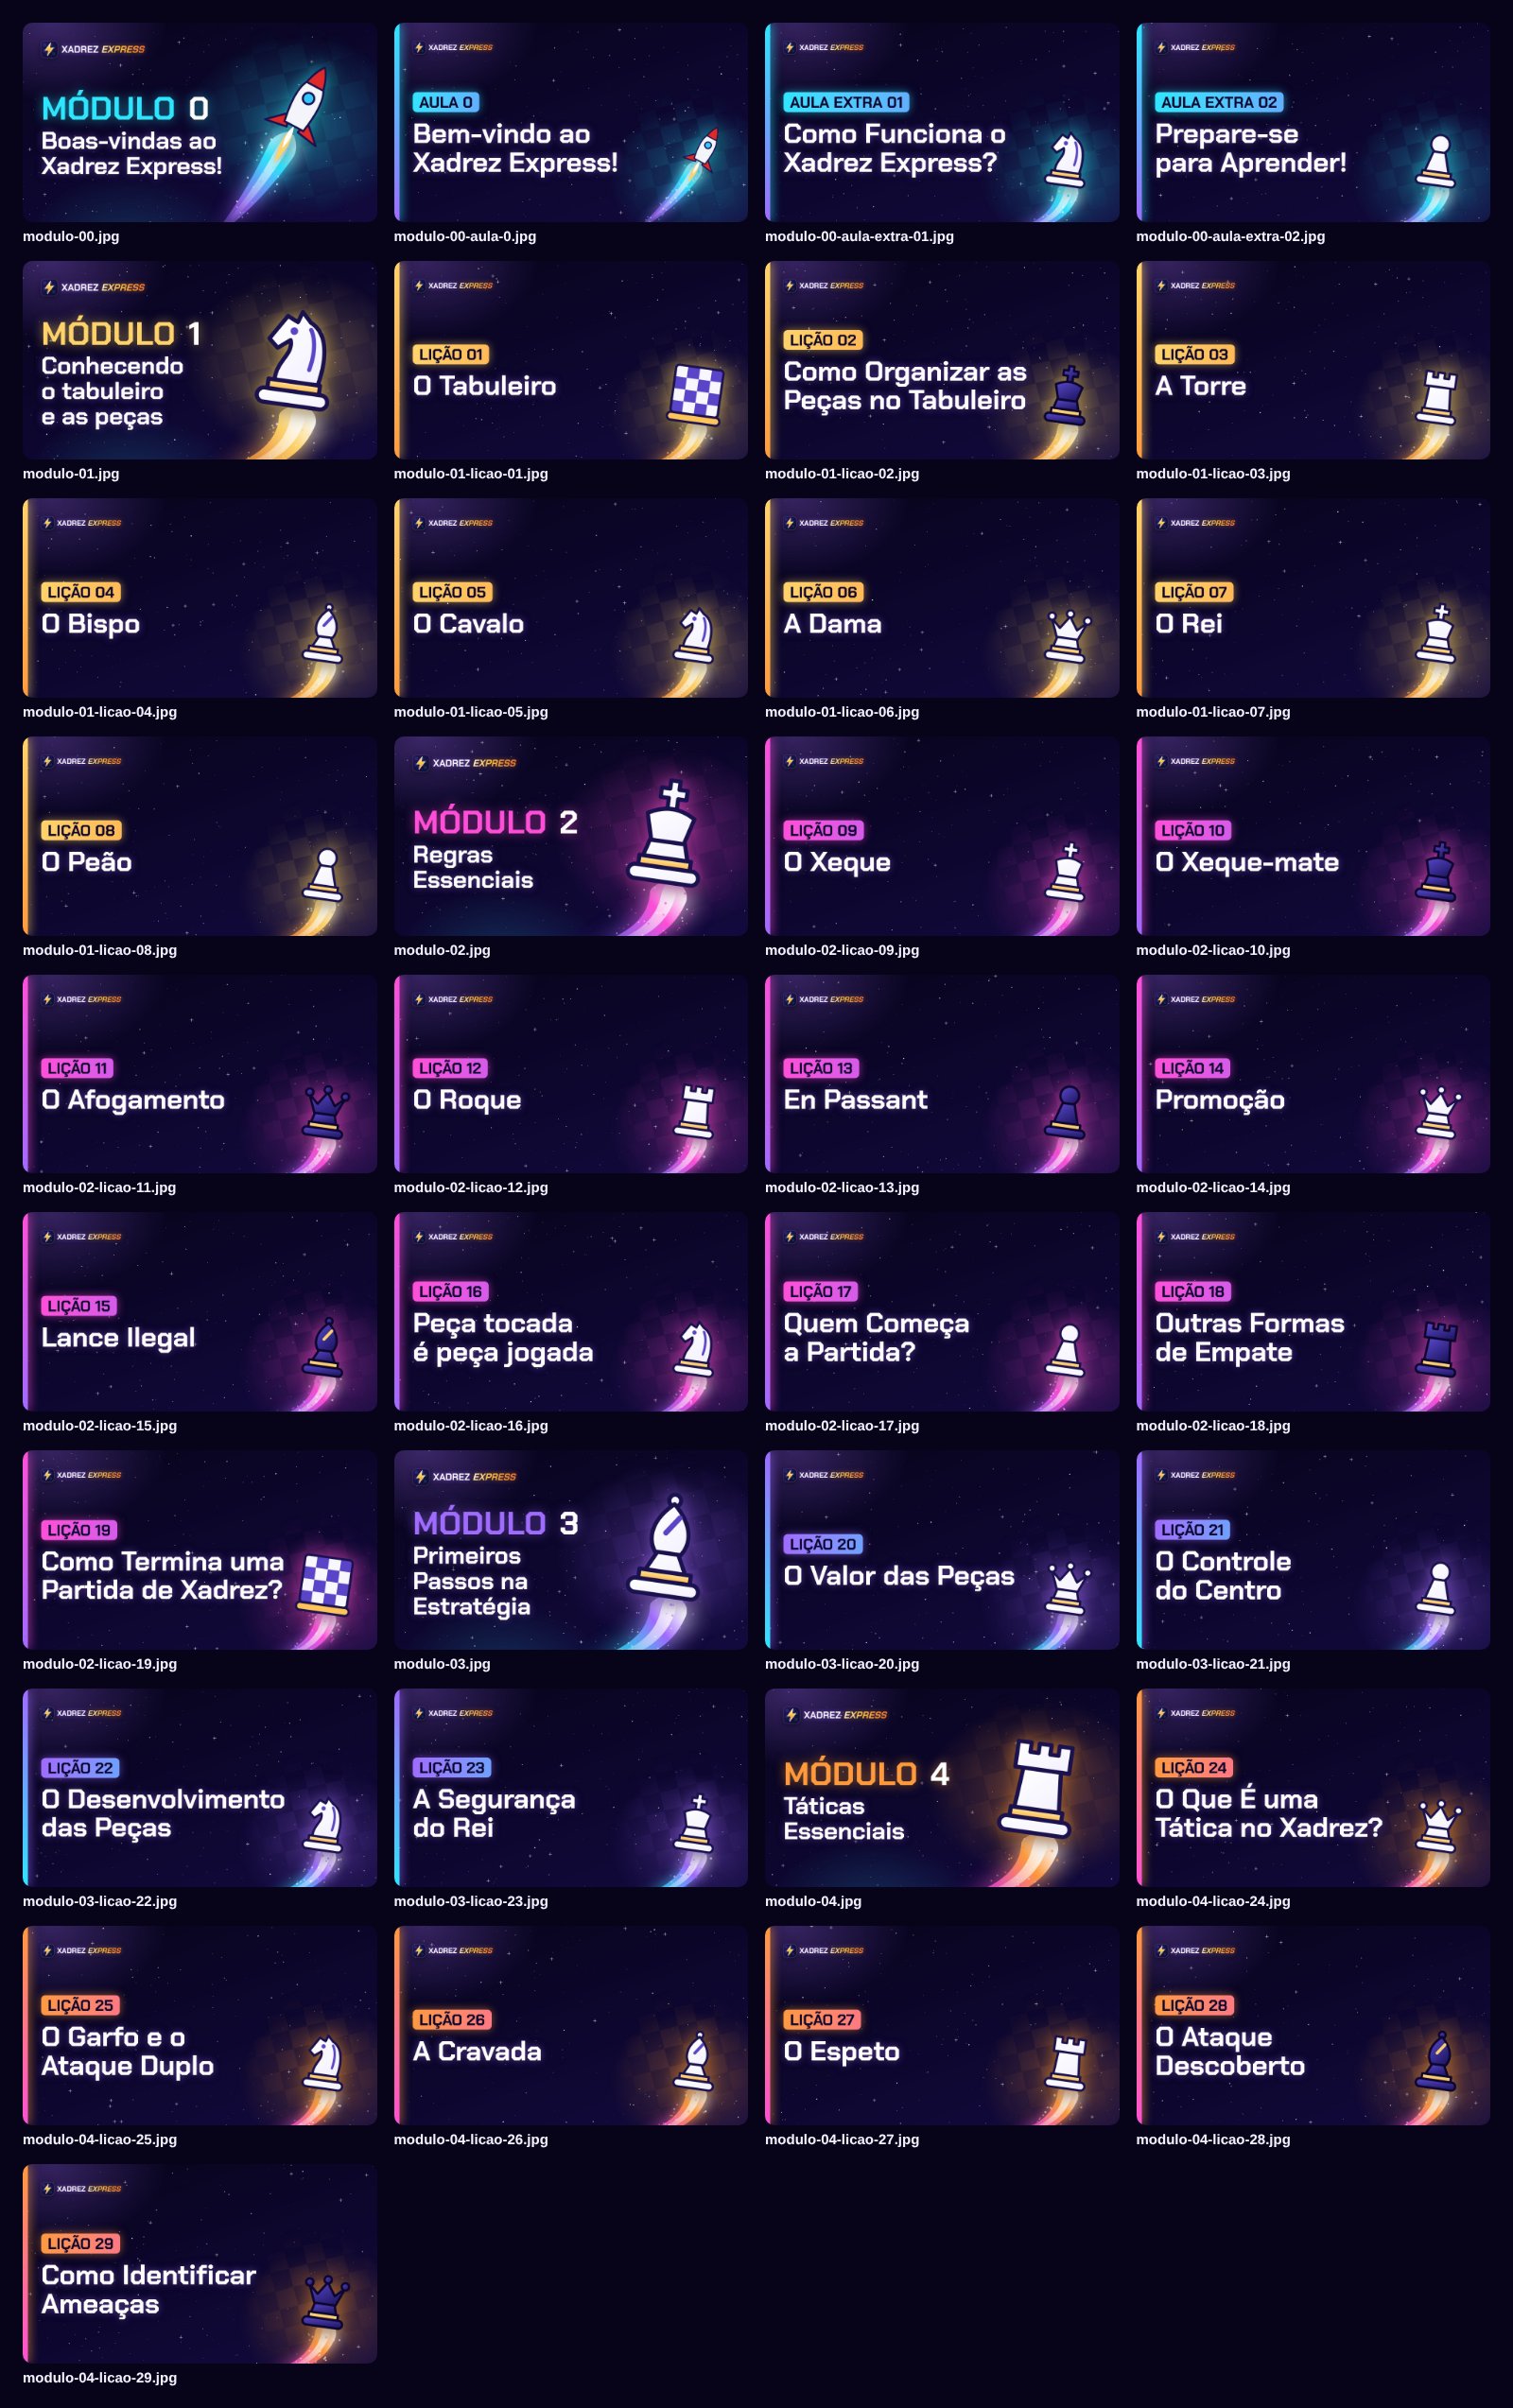 XADREZ EXPRESS
MÓDULO 0
Boas-vindas ao
Xadrez Express!
modulo-00.jpg
XADREZ EXPRESS
AULA 0
Bem-vindo ao
Xadrez Express!
modulo-00-aula-0.jpg
XADREZ EXPRESS
AULA EXTRA 01
Como Funciona o
Xadrez Express?
modulo-00-aula-extra-01.jpg
XADREZ EXPRESS
AULA EXTRA 02
Prepare-se
para Aprender!
modulo-00-aula-extra-02.jpg
XADREZ EXPRESS
MÓDULO 1
Conhecendo
o tabuleiro
e as peças
modulo-01.jpg
XADREZ EXPRESS
LIÇÃO 01
O Tabuleiro
modulo-01-licao-01.jpg
XADREZ EXPRESS
LIÇÃO 02
Como Organizar as
Peças no Tabuleiro
modulo-01-licao-02.jpg
XADREZ EXPRESS
LIÇÃO 03
A Torre
modulo-01-licao-03.jpg
XADREZ EXPRESS
LIÇÃO 04
O Bispo
modulo-01-licao-04.jpg
XADREZ EXPRESS
LIÇÃO 05
O Cavalo
modulo-01-licao-05.jpg
XADREZ EXPRESS
LIÇÃO 06
A Dama
modulo-01-licao-06.jpg
XADREZ EXPRESS
LIÇÃO 07
O Rei
modulo-01-licao-07.jpg
XADREZ EXPRESS
LIÇÃO 08
O Peão
modulo-01-licao-08.jpg
XADREZ EXPRESS
MÓDULO 2
Regras
Essenciais
modulo-02.jpg
XADREZ EXPRESS
LIÇÃO 09
O Xeque
modulo-02-licao-09.jpg
XADREZ EXPRESS
LIÇÃO 10
O Xeque-mate
modulo-02-licao-10.jpg
XADREZ EXPRESS
LIÇÃO 11
O Afogamento
modulo-02-licao-11.jpg
XADREZ EXPRESS
LIÇÃO 12
O Roque
modulo-02-licao-12.jpg
XADREZ EXPRESS
LIÇÃO 13
En Passant
modulo-02-licao-13.jpg
XADREZ EXPRESS
LIÇÃO 14
Promoção
modulo-02-licao-14.jpg
XADREZ EXPRESS
LIÇÃO 15
Lance Ilegal
modulo-02-licao-15.jpg
XADREZ EXPRESS
LIÇÃO 16
Peça tocada
é peça jogada
modulo-02-licao-16.jpg
XADREZ EXPRESS
LIÇÃO 17
Quem Começa
a Partida?
modulo-02-licao-17.jpg
XADREZ EXPRESS
LIÇÃO 18
Outras Formas
de Empate
modulo-02-licao-18.jpg
XADREZ EXPRESS
LIÇÃO 19
Como Termina uma
Partida de Xadrez?
modulo-02-licao-19.jpg
XADREZ EXPRESS
MÓDULO 3
Primeiros
Passos na
Estratégia
modulo-03.jpg
XADREZ EXPRESS
LIÇÃO 20
O Valor das Peças
modulo-03-licao-20.jpg
XADREZ EXPRESS
LIÇÃO 21
O Controle
do Centro
modulo-03-licao-21.jpg
XADREZ EXPRESS
LIÇÃO 22
O Desenvolvimento
das Peças
modulo-03-licao-22.jpg
XADREZ EXPRESS
LIÇÃO 23
A Segurança
do Rei
modulo-03-licao-23.jpg
XADREZ EXPRESS
MÓDULO 4
Táticas
Essenciais
modulo-04.jpg
XADREZ EXPRESS
LIÇÃO 24
O Que É uma
Tática no Xadrez?
modulo-04-licao-24.jpg
XADREZ EXPRESS
LIÇÃO 25
O Garfo e o
Ataque Duplo
modulo-04-licao-25.jpg
XADREZ EXPRESS
LIÇÃO 26
A Cravada
modulo-04-licao-26.jpg
XADREZ EXPRESS
LIÇÃO 27
O Espeto
modulo-04-licao-27.jpg
XADREZ EXPRESS
LIÇÃO 28
O Ataque
Descoberto
modulo-04-licao-28.jpg
XADREZ EXPRESS
LIÇÃO 29
Como Identificar
Ameaças
modulo-04-licao-29.jpg